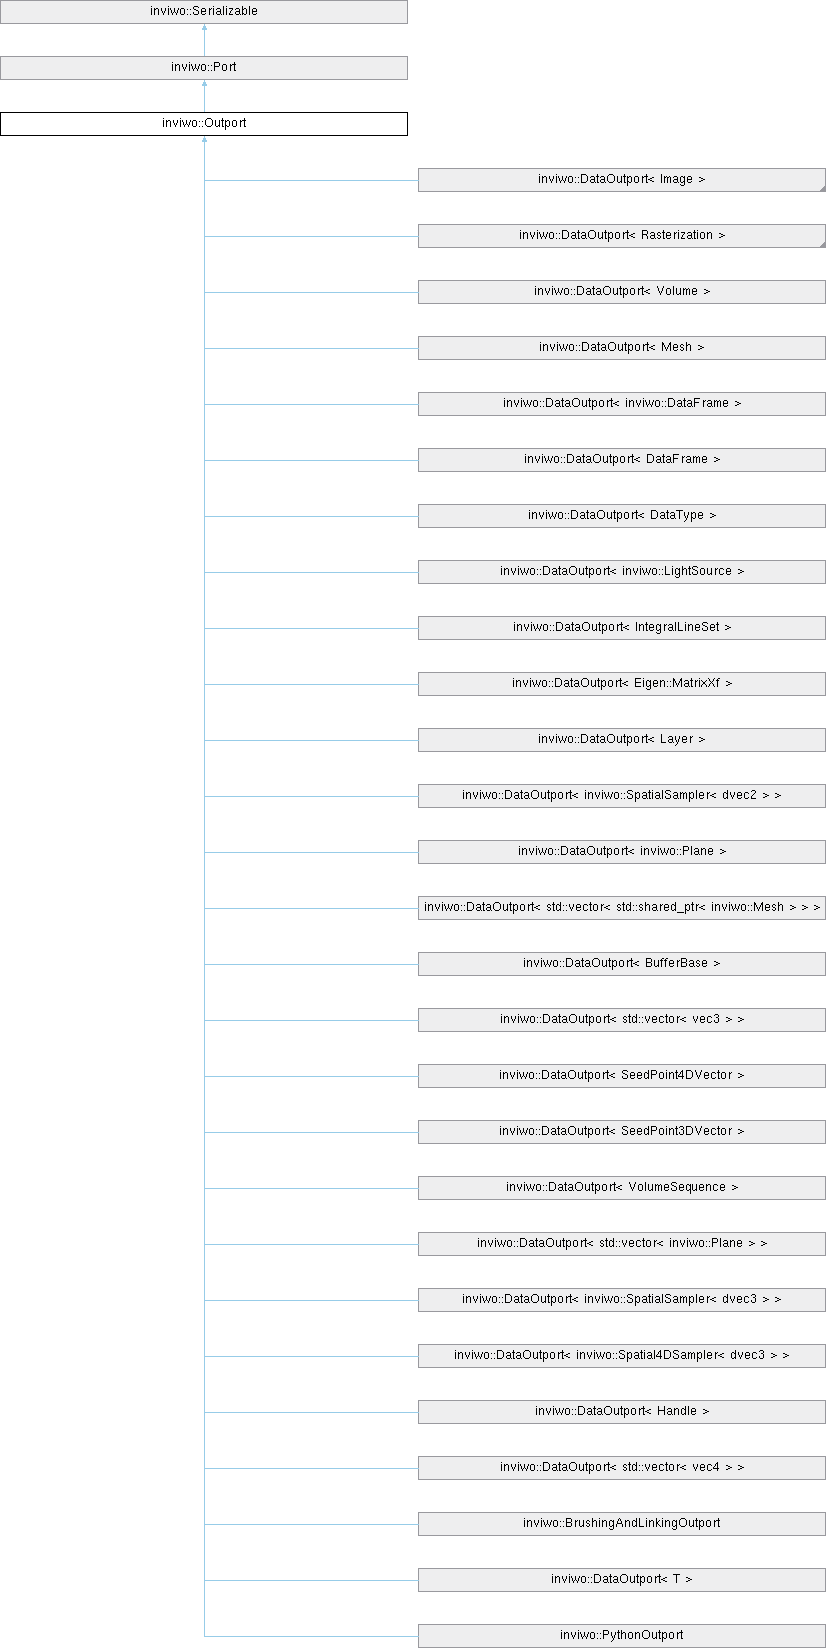 inviwo::Serializable
inviwo::Port
inviwo::Outport
inviwo::DataOutport< Image >
inviwo::DataOutport< Rasterization >
inviwo::DataOutport< Volume >
inviwo::DataOutport< Mesh >
inviwo::DataOutport< inviwo::DataFrame >
inviwo::DataOutport< DataFrame >
inviwo::DataOutport< DataType >
inviwo::DataOutport< inviwo::LightSource >
inviwo::DataOutport< IntegralLineSet >
inviwo::DataOutport< Eigen::MatrixXf >
inviwo::DataOutport< Layer >
inviwo::DataOutport< inviwo::SpatialSampler< dvec2 > >
inviwo::DataOutport< inviwo::Plane >
inviwo::DataOutport< std::vector< std::shared_ptr< inviwo::Mesh > > >
inviwo::DataOutport< BufferBase >
inviwo::DataOutport< std::vector< vec3 > >
inviwo::DataOutport< SeedPoint4DVector >
inviwo::DataOutport< SeedPoint3DVector >
inviwo::DataOutport< VolumeSequence >
inviwo::DataOutport< std::vector< inviwo::Plane > >
inviwo::DataOutport< inviwo::SpatialSampler< dvec3 > >
inviwo::DataOutport< inviwo::Spatial4DSampler< dvec3 > >
inviwo::DataOutport< Handle >
inviwo::DataOutport< std::vector< vec4 > >
inviwo::BrushingAndLinkingOutport
inviwo::DataOutport< T >
inviwo::PythonOutport